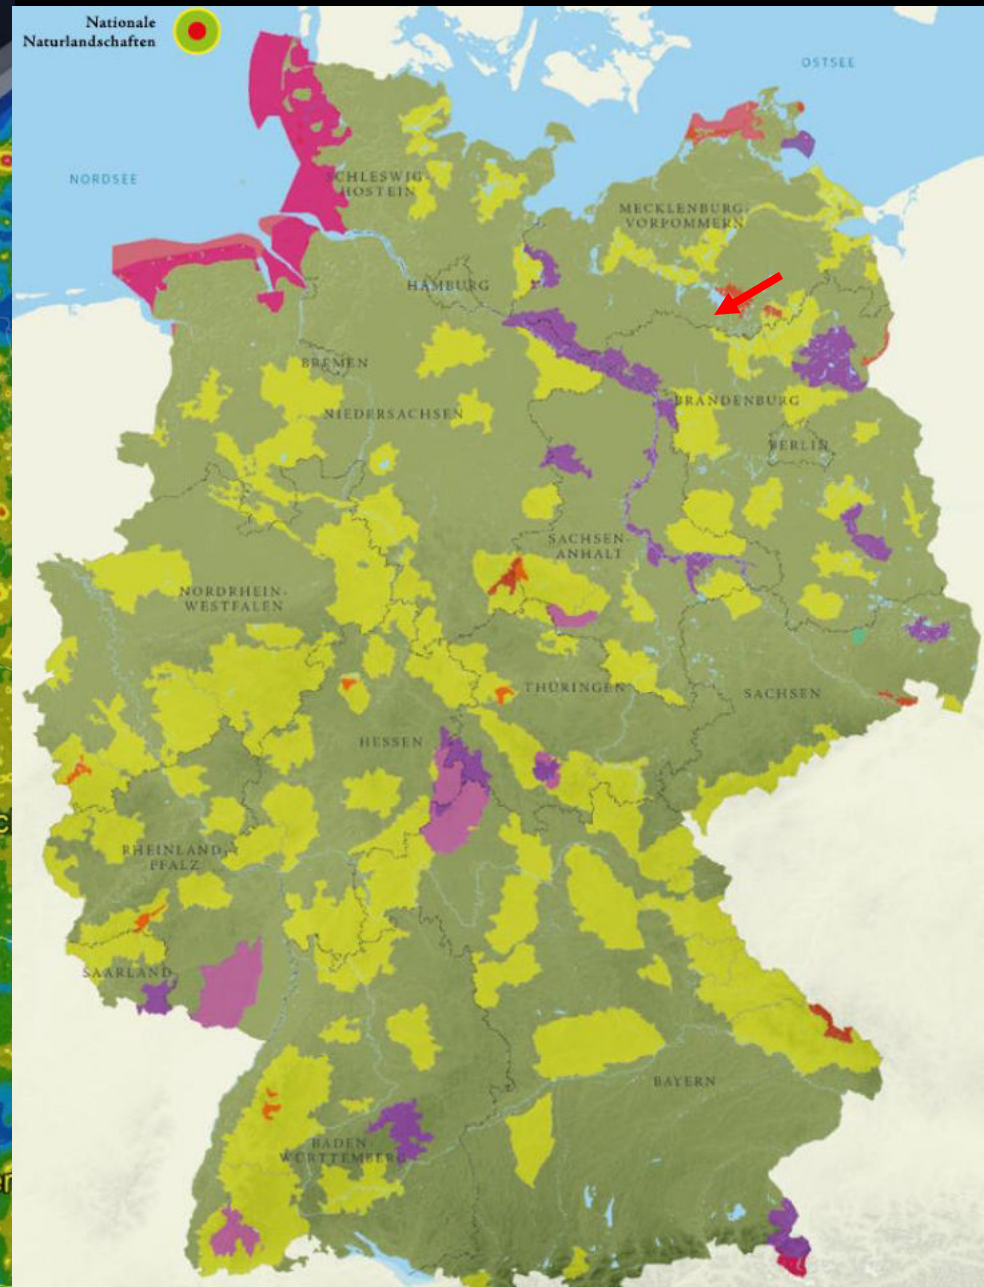 Nationale
Naturlandschaften
OSTSEE
NORDSEE
SCHLESWIG-
HOSTEIN
MECKLENBURG-
VORPOMMERN
HAMBURG
BREMEN
NIEDERSACHSEN
BRANDENBURG
BERLIN
SACHSEN-
ANHALT
NORDRHEIN-
WESTFALEN
THÜRINGEN
SACHSEN
HESSEN
RHEINLAND-
PFALZ
SAARLAND
BAYERN
BADEN-
WÜRTTEMBERG